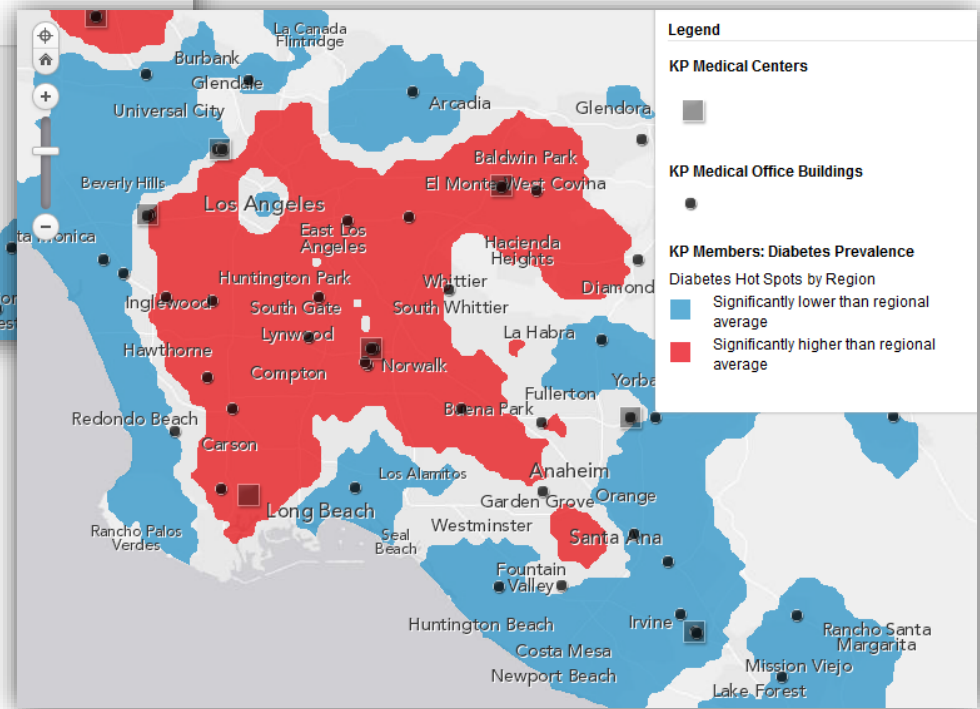 La Canada
Flintridge
Burbank
Glendale
Universal City
Arcadia
Glendora
Baldwin Park
Beverly Hills
El Monte West Covina
Los Angeles
East Los
Angeles
Hacienda
Heights
Huntington Park
Whittier
Diamond
Inglewood
South Gate
South Whittier
Lynwood
La Habra
Hawthorne
Compton
Norwalk
Yorba
Fullerton
Redondo Beach
Buena Park
Carson
Anaheim
Los Alamitos
Garden Grove
Orange
Long Beach
Westminster
Rancho Palos
Verdes
Seal
Beach
Santa Ana
Fountain
Valley
Huntington Beach
Irvine
Costa Mesa
Rancho Santa
Margarita
Newport Beach
Mission Viejo
Lake Forest
Legend
KP Medical Centers
KP Medical Office Buildings
KP Members: Diabetes Prevalence
Diabetes Hot Spots by Region
Significantly lower than regional
average
Significantly higher than regional
average